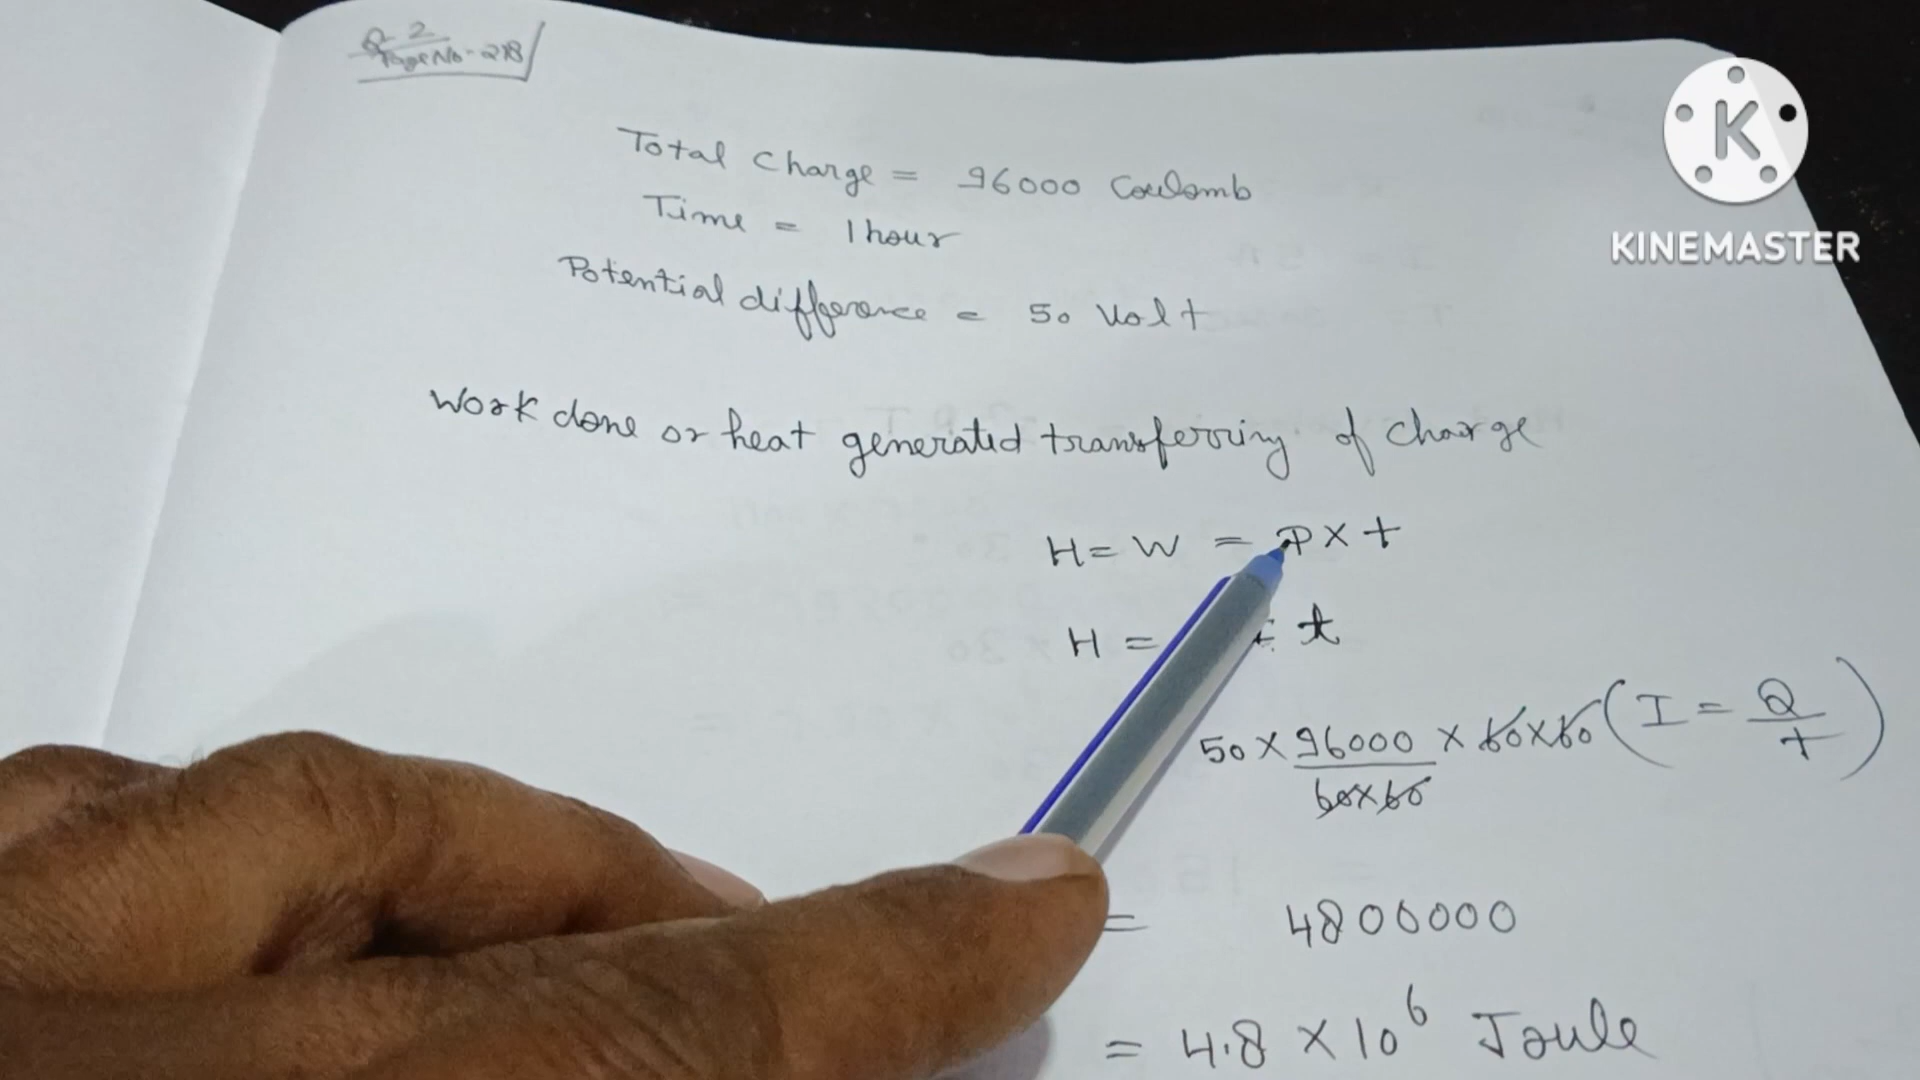 Q 2
Page No - 218
KINEMASTER
Total Charge = 96000 Coulomb
Time = 1 hour
Potential difference = 50 Volt
Work done or heat generated transferring of charge
H = W = P X t
H = t
50 X 96000 X 60 X 60 ( I = Q
t )
60 X 60
= 4800000
= 4.8 X 10⁶ Joule